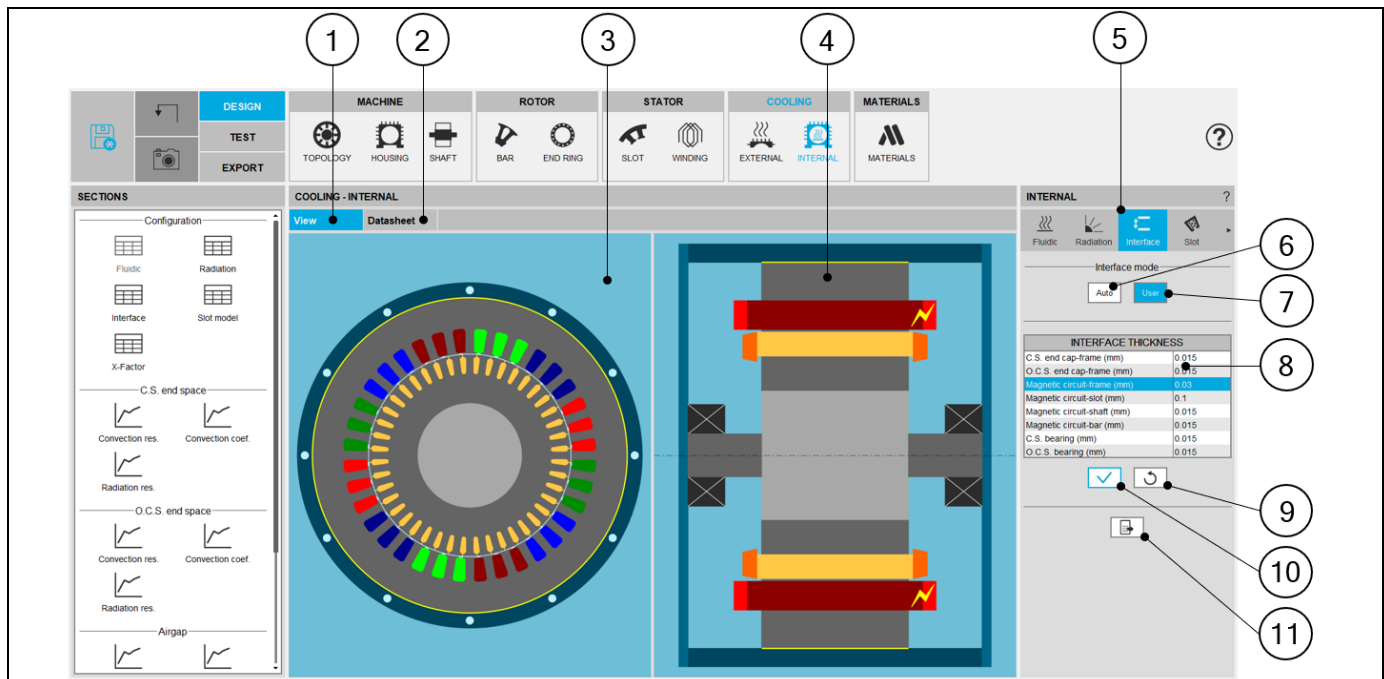 1
2
3
4
5
DESIGN
TEST
EXPORT
MACHINE
TOPOLOGY
HOUSING
SHAFT
ROTOR
BAR
END RING
STATOR
SLOT
WINDING
COOLING
EXTERNAL
INTERNAL
MATERIALS
MATERIALS
?
SECTIONS
Configuration
Fluidic
Radiation
Interface
Slot model
X-Factor
C.S. end space
Convection res.
Convection coef.
Radiation res.
O.C.S. end space
Convection res.
Convection coef.
Radiation res.
Airgap
COOLING - INTERNAL
View
Datasheet
INTERNAL
?
Fluidic
Radiation
Interface
Slot
Interface mode
Auto
User
INTERFACE THICKNESS
C.S. end cap-frame (mm) 0.015
O.C.S. end cap-frame (mm) 0.015
Magnetic circuit-frame (mm) 0.03
Magnetic circuit-slot (mm) 0.1
Magnetic circuit-shaft (mm) 0.015
Magnetic circuit-bar (mm) 0.015
C.S. bearing (mm) 0.015
O.C.S. bearing (mm) 0.015
6
7
8
9
10
11